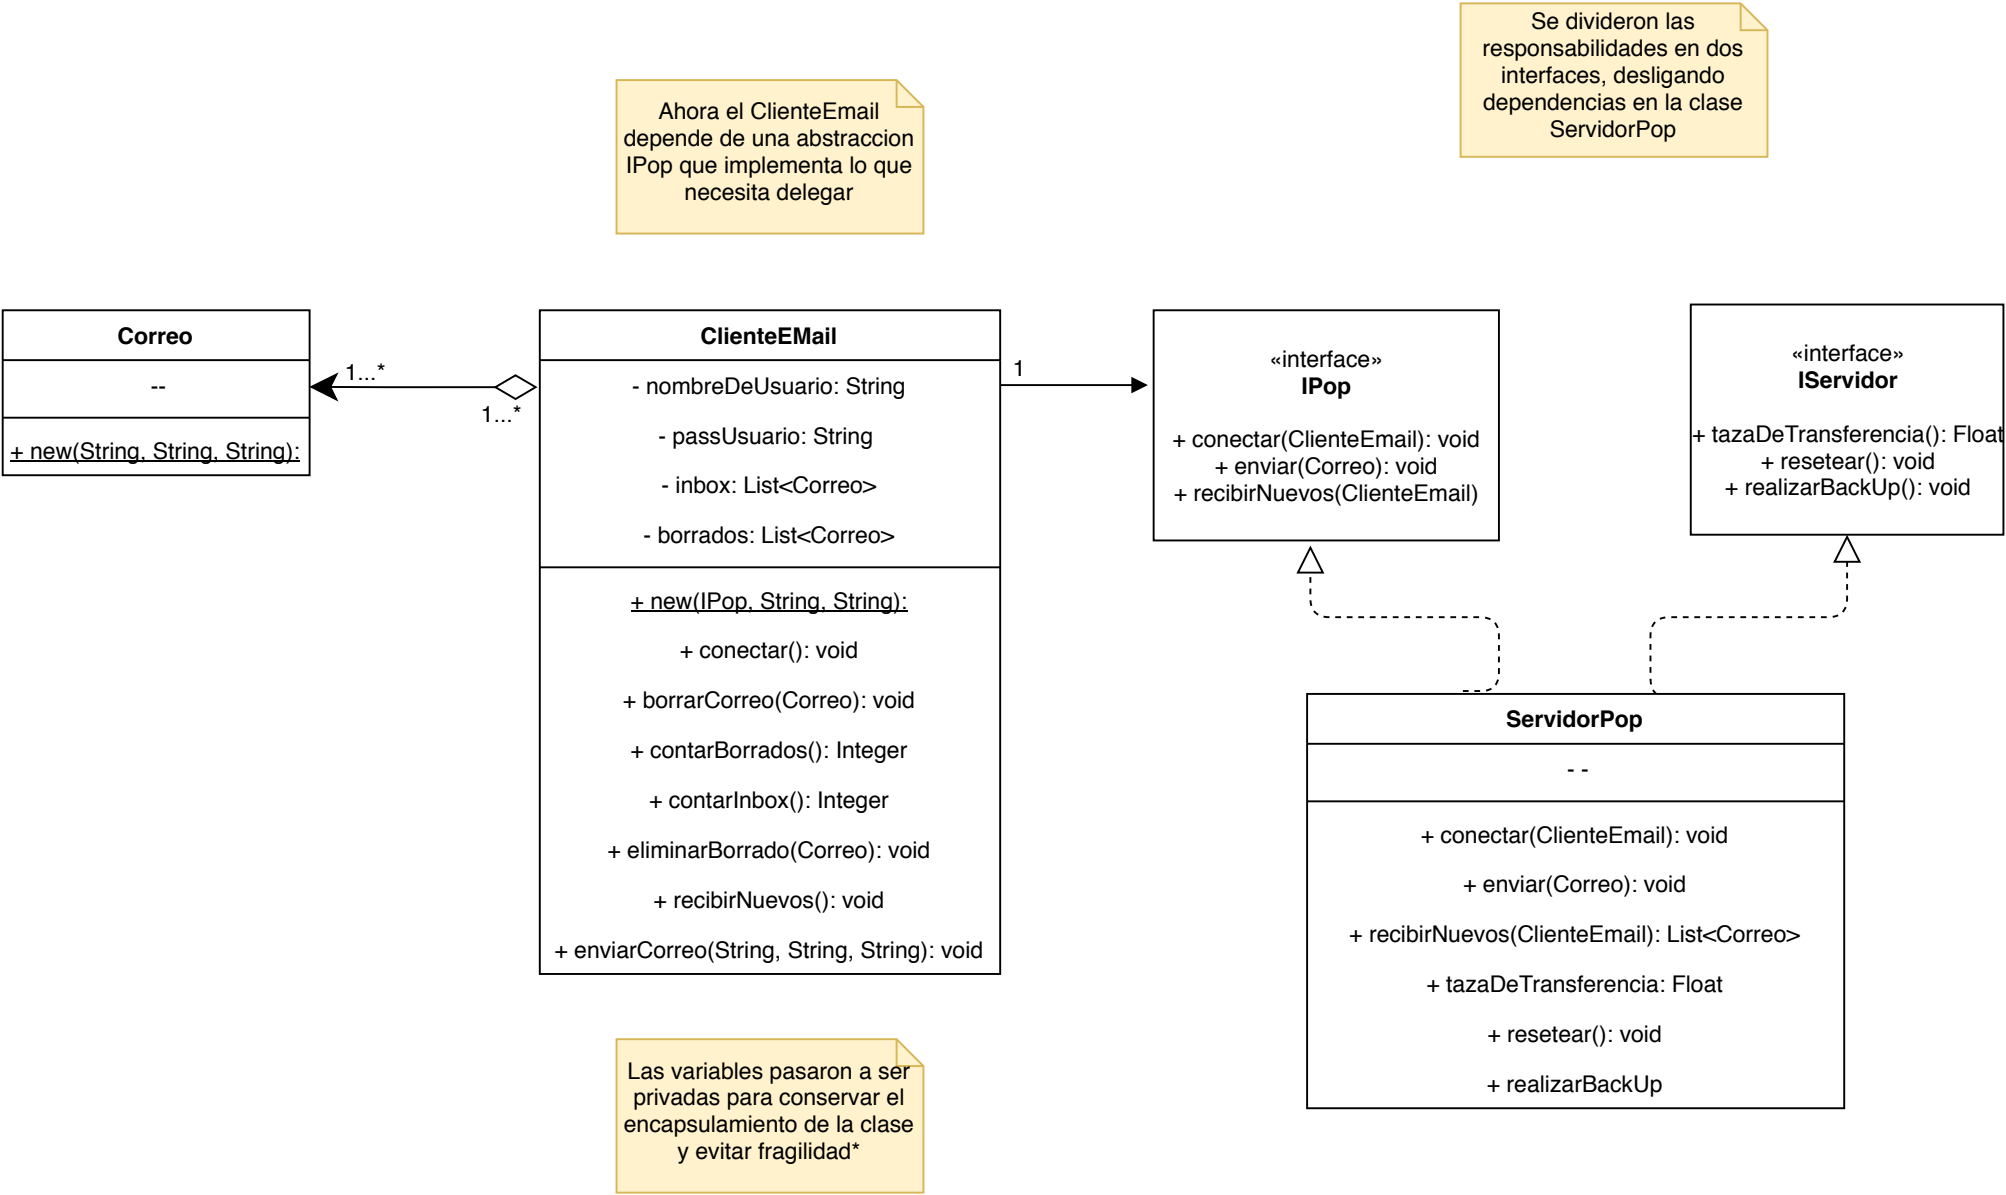 Se divideron las
responsabilidades en dos
interfaces, desligando
dependencias en la clase
ServidorPop
Ahora el ClienteEmail
depende de una abstraccion
IPop que implementa lo que
necesita delegar
Correo
--
+ new(String, String, String):
1...*
1...*
ClienteEMail
- nombreDeUsuario: String
- passUsuario: String
- inbox: List<Correo>
- borrados: List<Correo>
+ new(IPop, String, String):
+ conectar(): void
+ borrarCorreo(Correo): void
+ contarBorrados(): Integer
+ contarInbox(): Integer
+ eliminarBorrado(Correo): void
+ recibirNuevos(): void
+ enviarCorreo(String, String, String): void
1
«interface»
IPop
+ conectar(ClienteEmail): void
+ enviar(Correo): void
+ recibirNuevos(ClienteEmail)
«interface»
IServidor
+ tazaDeTransferencia(): Float
+ resetear(): void
+ realizarBackUp(): void
ServidorPop
- -
+ conectar(ClienteEmail): void
+ enviar(Correo): void
+ recibirNuevos(ClienteEmail): List<Correo>
+ tazaDeTransferencia: Float
+ resetear(): void
+ realizarBackUp
Las variables pasaron a ser
privadas para conservar el
encapsulamiento de la clase
y evitar fragilidad*